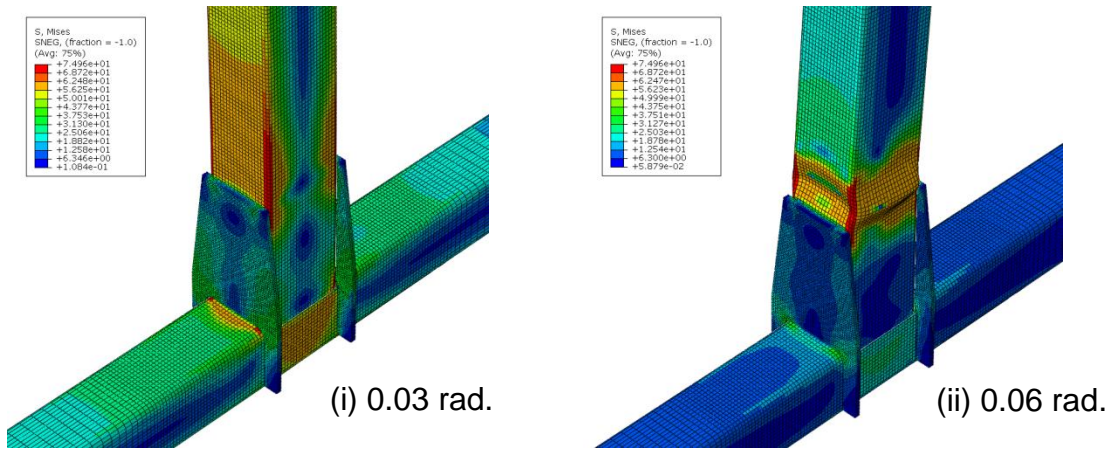 S, Mises
SNEG, (fraction = -1.0)
(Avg: 75%)
+7.496e+01
+6.872e+01
+6.248e+01
+5.625e+01
+5.001e+01
+4.377e+01
+3.753e+01
+3.130e+01
+2.506e+01
+1.882e+01
+1.258e+01
+6.346e+00
+1.084e-01
(i) 0.03 rad.
S, Mises
SNEG, (fraction = -1.0)
(Avg: 75%)
+7.496e+01
+6.872e+01
+6.247e+01
+5.623e+01
+4.999e+01
+4.375e+01
+3.751e+01
+3.127e+01
+2.503e+01
+1.878e+01
+1.254e+01
+6.300e+00
+5.879e-02
(ii) 0.06 rad.